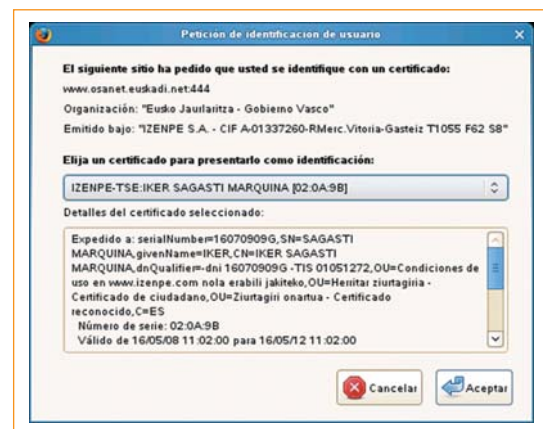 Petición de identificación de usuario
El siguiente sitio ha pedido que usted se identifique con un certificado:
www.osanet.euskadi.net:444
Organización: "Eusko Jaurlaritza - Gobierno Vasco"
Emitido bajo: "IZENPE S.A. - CIF A-01337260-RMerc.Vitoria-Gasteiz T1055 F62 S8"
Elija un certificado para presentarlo como identificación:
IZENPE-TSE:IKER SAGASTI MARQUINA [02:0A:9B]
Detalles del certificado seleccionado:
Expedido a: serialNumber=16070909G,SN=SAGASTI
MARQUINA,givenName=IKER,CN=IKER SAGASTI
MARQUINA,dnQualifier=-dni 16070909G -TIS 01051272,OU=Condiciones de
uso en www.izenpe.com nola erabili jakiteko,OU=Herritar ziurtagiria -
Certificado de ciudadano,OU=Ziurtagiri onartua - Certificado
reconocido,C=ES
Número de serie: 02:0A:9B
Válido de 16/05/08 11:02:00 para 16/05/12 11:02:00
Cancelar
Aceptar